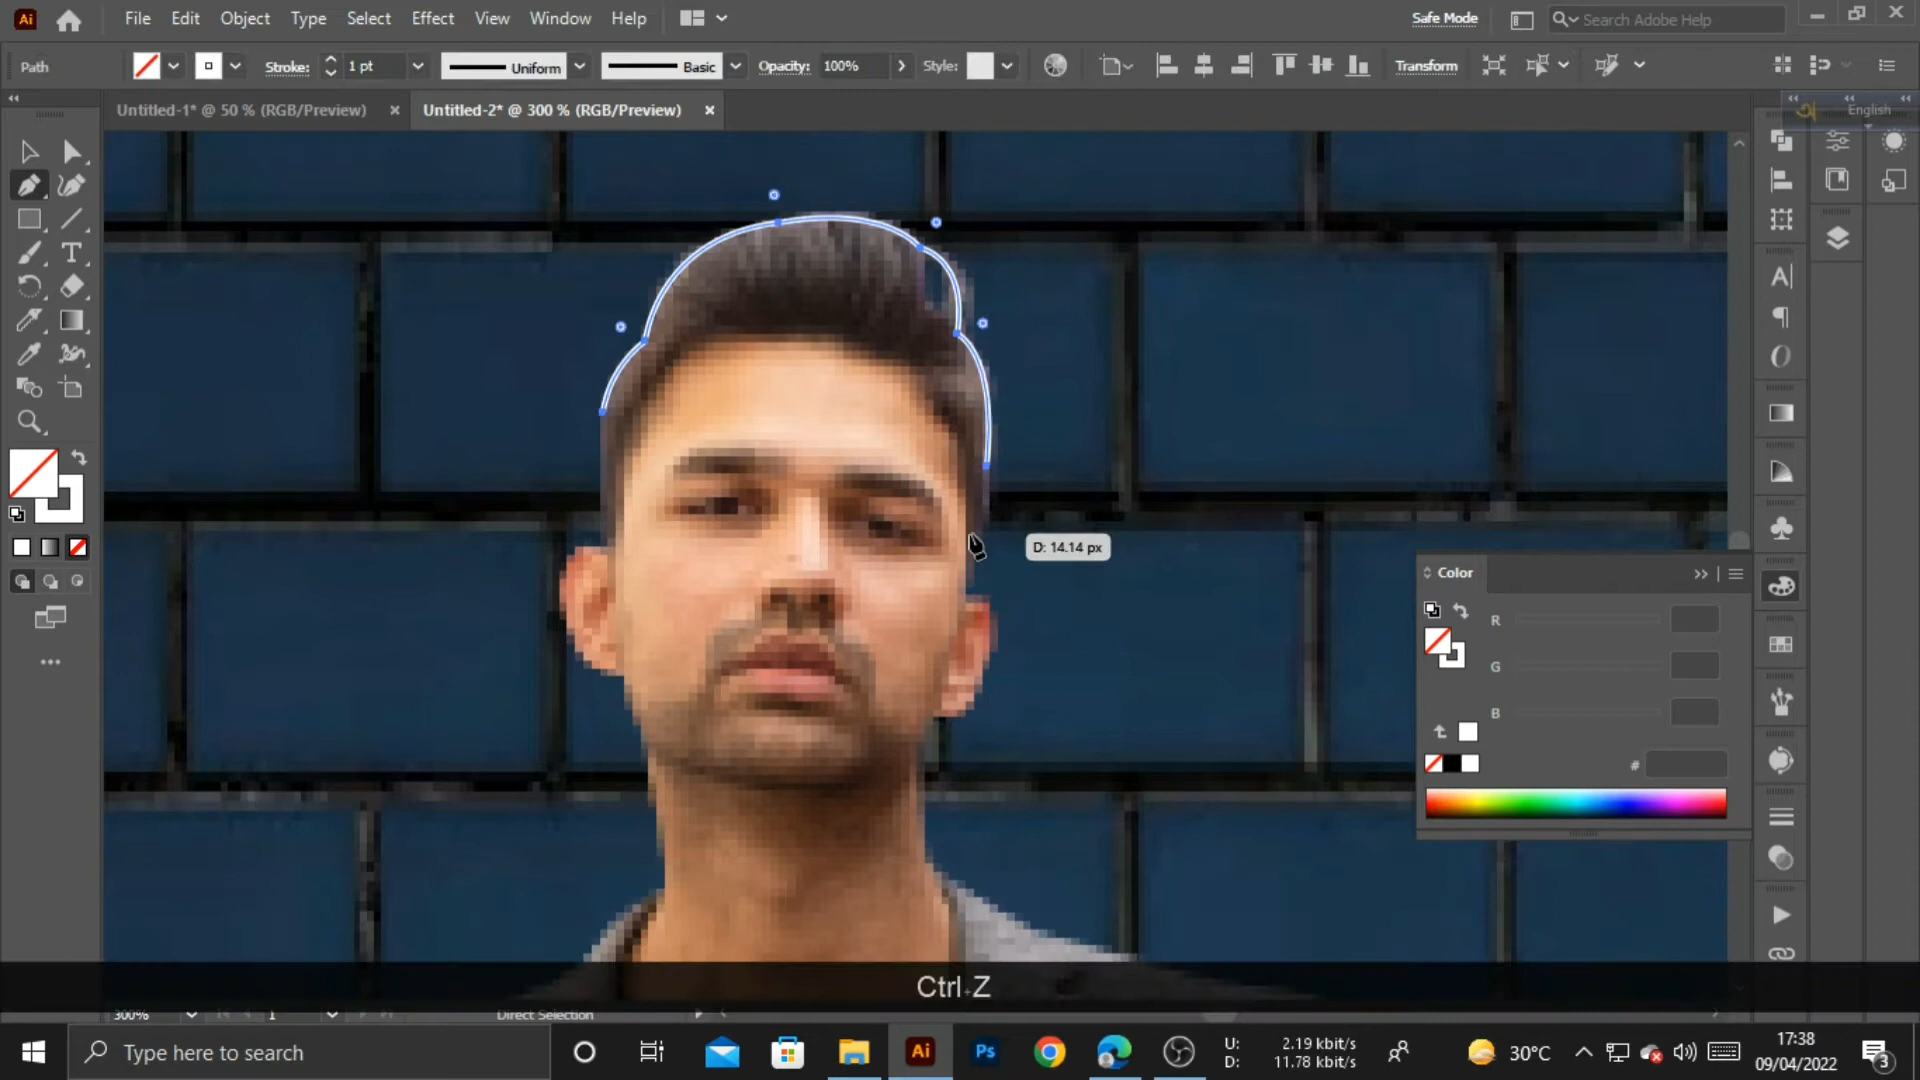 Ai
File Edit Object Type Select Effect View Window Help
Safe Mode
Search Adobe Help
Path
Stroke:
1 pt
Uniform
Basic
Opacity:
100%
Style:
Transform
Untitled-1* @ 50 % (RGB/Preview)
Untitled-2* @ 300 % (RGB/Preview)
English
D: 14.14 px
Color
R
G
B
#
Ctrl+Z
300%
1
Direct Selection
Type here to search
Ai
Ps
U: 2.19 kbit/s
D: 11.78 kbit/s
30°C
17:38
09/04/2022
3